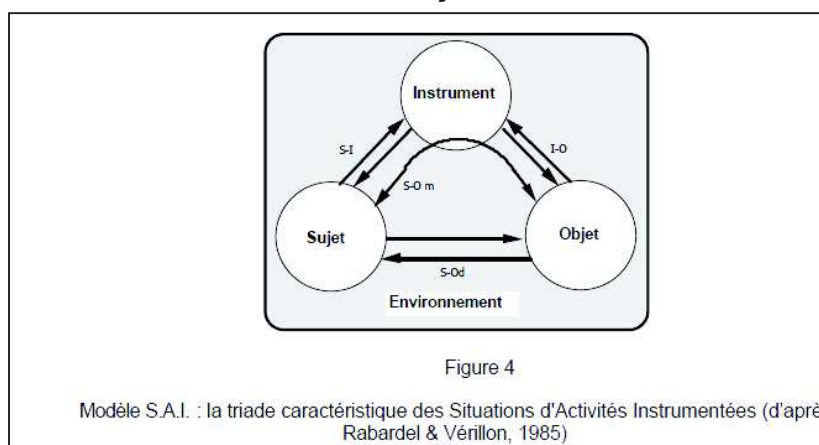 Instrument
S-I
I-O
S-O m
Sujet
Objet
S-Od
Environnement
Figure 4
Modèle S.A.I. : la triade caractéristique des Situations d'Activités Instrumentées (d'aprè
Rabardel & Vérillon, 1985)